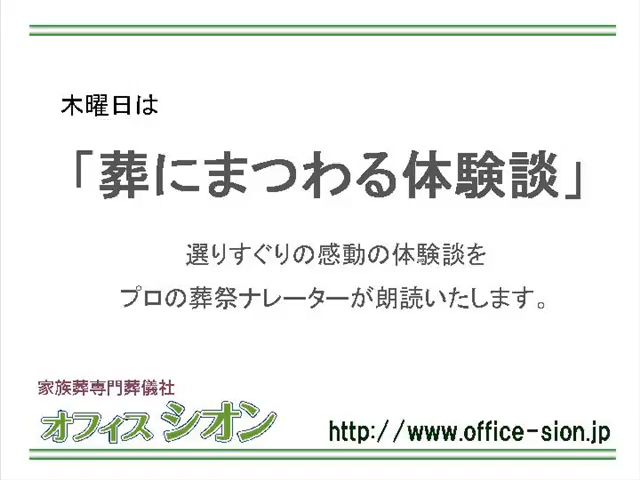 木曜日は
「葬にまつわる体験談」
選りすぐりの感動の体験談を
プロの葬祭ナレーターが朗読いたします。
家族葬専門葬儀社
オフィスシオン
http://www.office-sion.jp